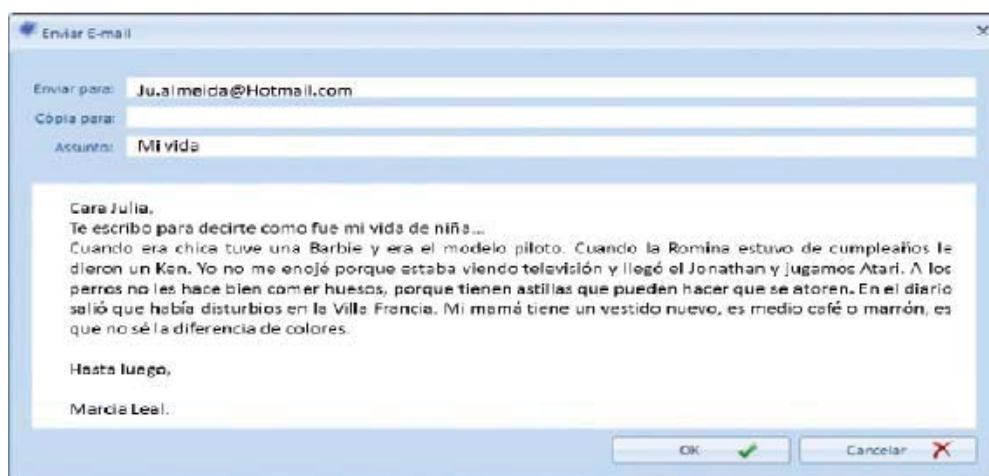 Enviar E-mail
Enviar para: Ju.almeida@Hotmail.com
Cópia para:
Assunto: Mi vida
Cara Julia,
Te escribo para decirte como fue mi vida de niña...
Cuando era chica tuve una Barbie y era el modelo piloto. Cuando la Romina estuvo de cumpleaños le
dieron un Ken. Yo no me enojé porque estaba viendo televisión y llegó el Jonathan y jugamos Atari. A los
perros no les hace bien comer huesos, porque tienen astillas que pueden hacer que se atoren. En el diario
salió que había disturbios en la Villa Francia. Mi mamá tiene un vestido nuevo, es medio café o marrón, es
que no sé la diferencia de colores.
Hasta luego,
Marcia Leal.
OK Cancelar